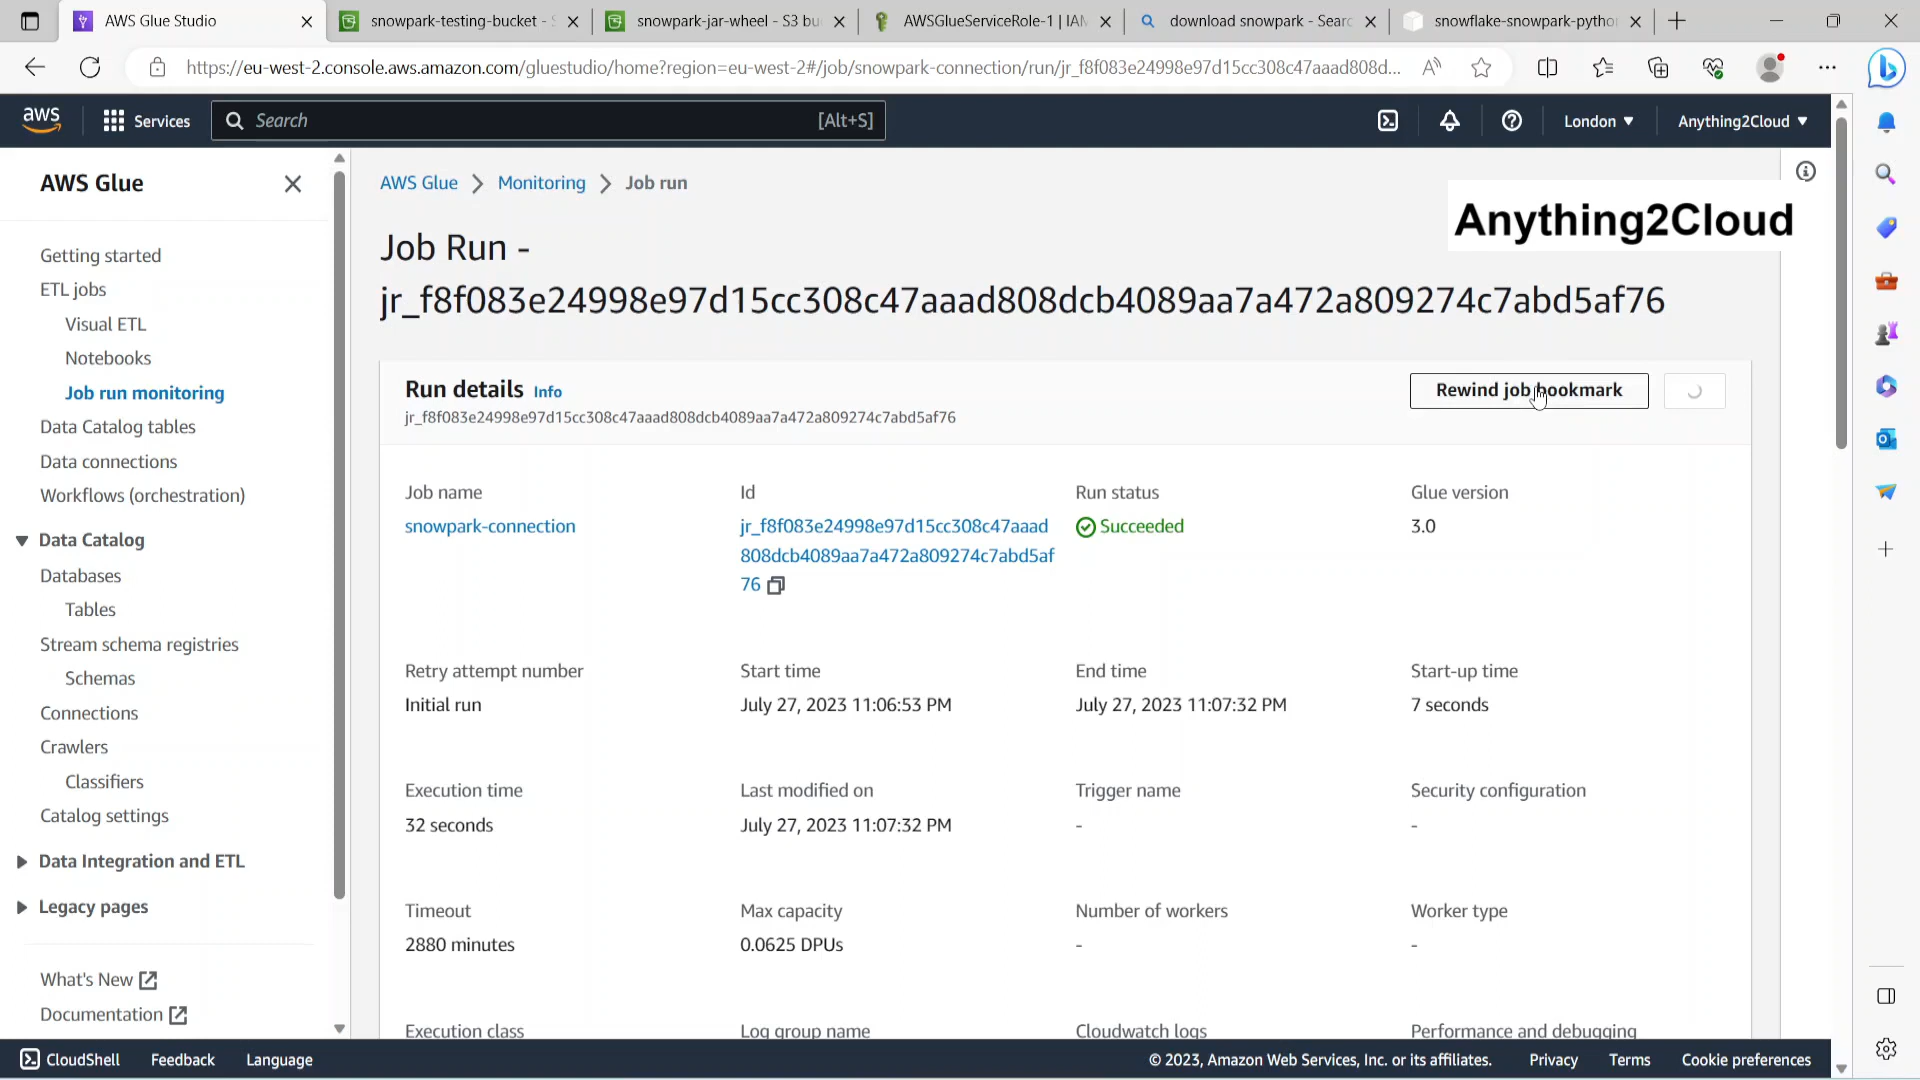 AWS Glue Studio
snowpark-testing-bucket - S
snowpark-jar-wheel - S3 bu
AWSGlueServiceRole-1 | IAM
download snowpark - Searc
snowflake-snowpark-pytho
https://eu-west-2.console.aws.amazon.com/gluestudio/home?region=eu-west-2#/job/snowpark-connection/run/jr_f8f083e24998e97d15cc308c47aaad808d...
aws
Services
Search
[Alt+S]
London
Anything2Cloud
AWS Glue
Getting started
ETL jobs
Visual ETL
Notebooks
Job run monitoring
Data Catalog tables
Data connections
Workflows (orchestration)
Data Catalog
Databases
Tables
Stream schema registries
Schemas
Connections
Crawlers
Classifiers
Catalog settings
Data Integration and ETL
Legacy pages
What's New
Documentation
AWS Glue > Monitoring > Job run
Anything2Cloud
Job Run -
jr_f8f083e24998e97d15cc308c47aaad808dcb4089aa7a472a809274c7abd5af76
Run details Info
jr_f8f083e24998e97d15cc308c47aaad808dcb4089aa7a472a809274c7abd5af76
Rewind job bookmark
Job name
snowpark-connection
Id
jr_f8f083e24998e97d15cc308c47aaad
808dcb4089aa7a472a809274c7abd5af
76
Run status
Succeeded
Glue version
3.0
Retry attempt number
Initial run
Start time
July 27, 2023 11:06:53 PM
End time
July 27, 2023 11:07:32 PM
Start-up time
7 seconds
Execution time
32 seconds
Last modified on
July 27, 2023 11:07:32 PM
Trigger name
-
Security configuration
-
Timeout
2880 minutes
Max capacity
0.0625 DPUs
Number of workers
-
Worker type
-
Execution class
Log group name
Cloudwatch logs
Performance and debugging
CloudShell
Feedback
Language
© 2023, Amazon Web Services, Inc. or its affiliates.
Privacy
Terms
Cookie preferences